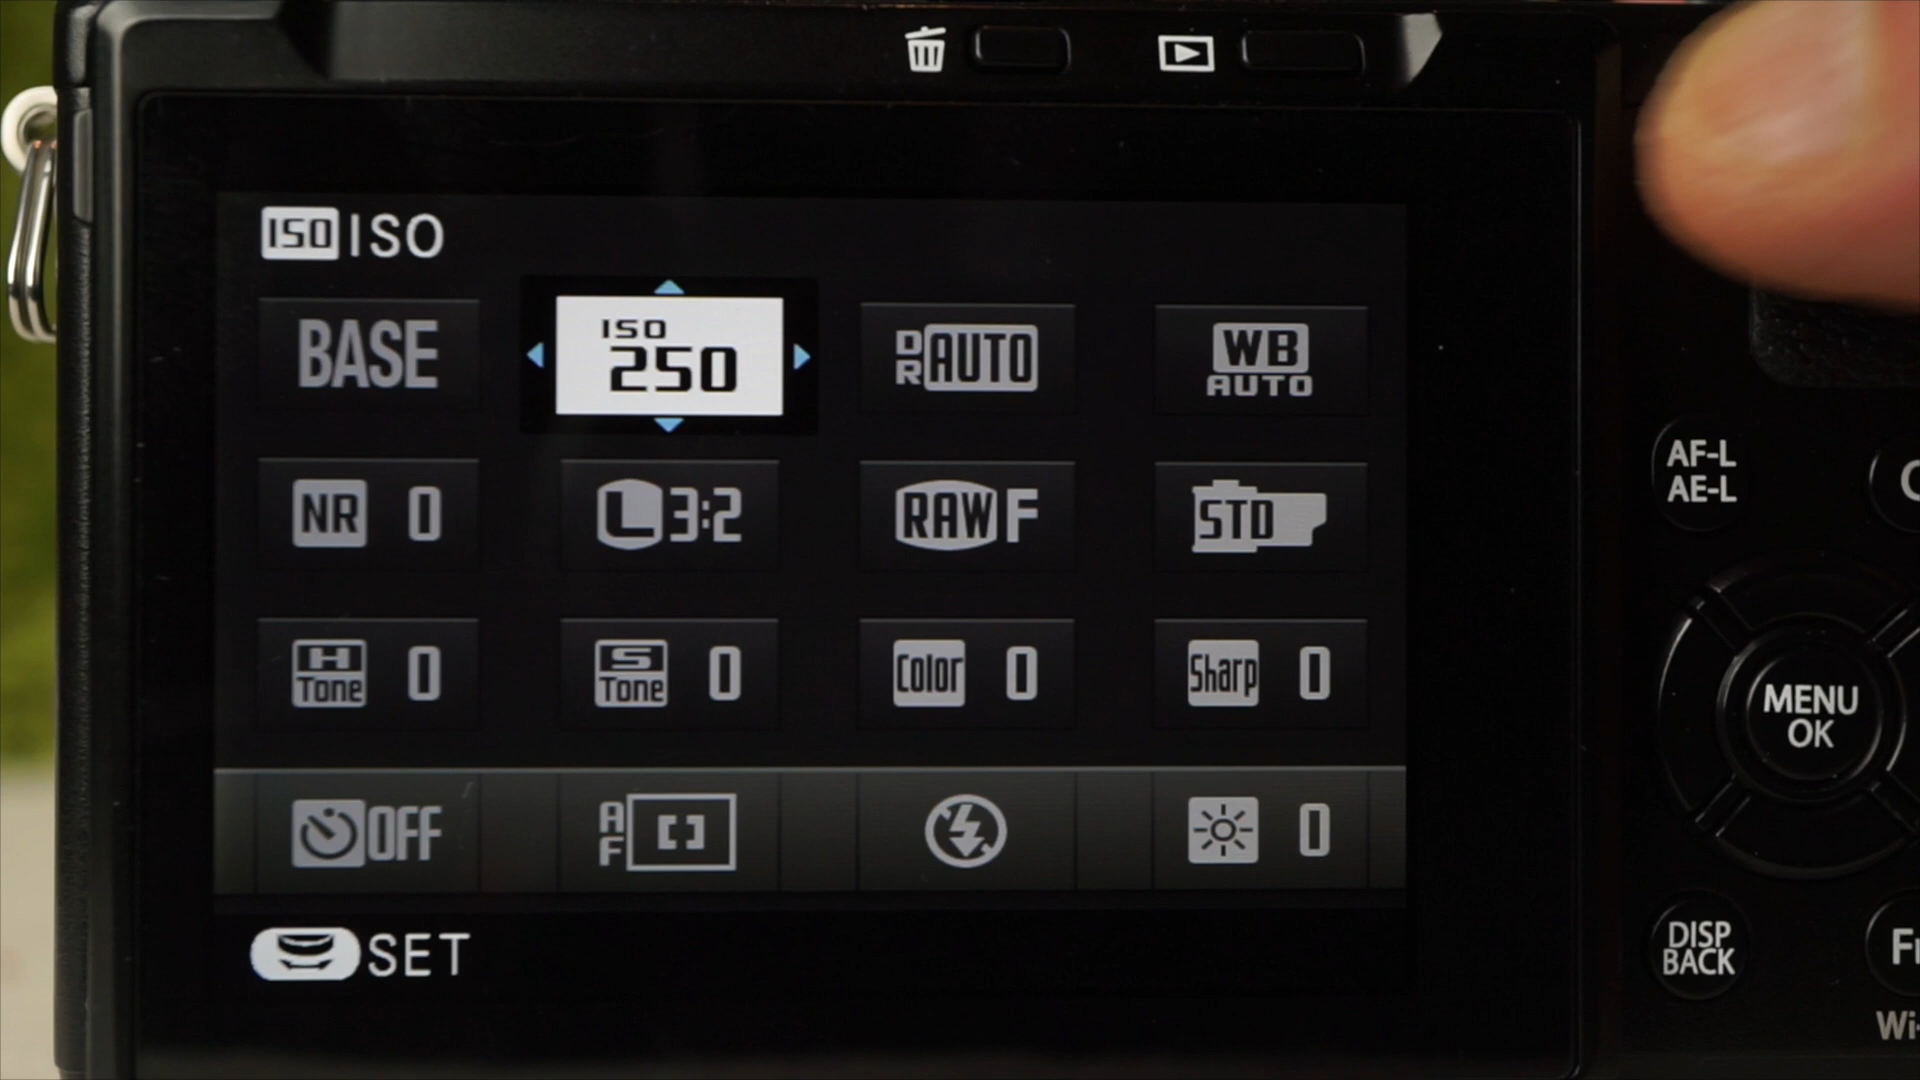 ISO ISO
BASE
ISO 250
DR AUTO
WB AUTO
NR 0
L 3:2
RAW F
STD
H Tone 0
S Tone 0
Color 0
Sharp 0
OFF
AF
0
SET
AF-L
AE-L
MENU
OK
DISP
BACK